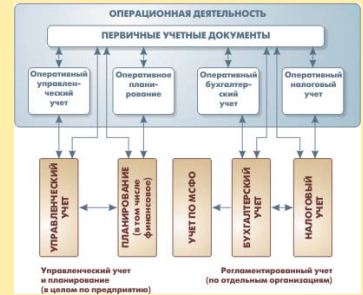 ОПЕРАЦИОННАЯ ДЕЯТЕЛЬНОСТЬ
ПЕРВИЧНЫЕ УЧЕТНЫЕ ДОКУМЕНТЫ
Оперативный
управлен-
ческий
учет
Оперативное
плани-
рование
Оперативный
бухгалтер-
ский
учет
Оперативный
налоговый
учет
УПРАВЛЕНЧЕСКИЙ
УЧЕТ
ПЛАНИРОВАНИЕ
(в том числе
финансовое)
УЧЕТ ПО МСФО
БУХГАЛТЕРСКИЙ
УЧЕТ
НАЛОГОВЫЙ
УЧЕТ
Управленческий учет
и планирование
(в целом по предприятию)
Регламентированный учет
(по отдельным организациям)